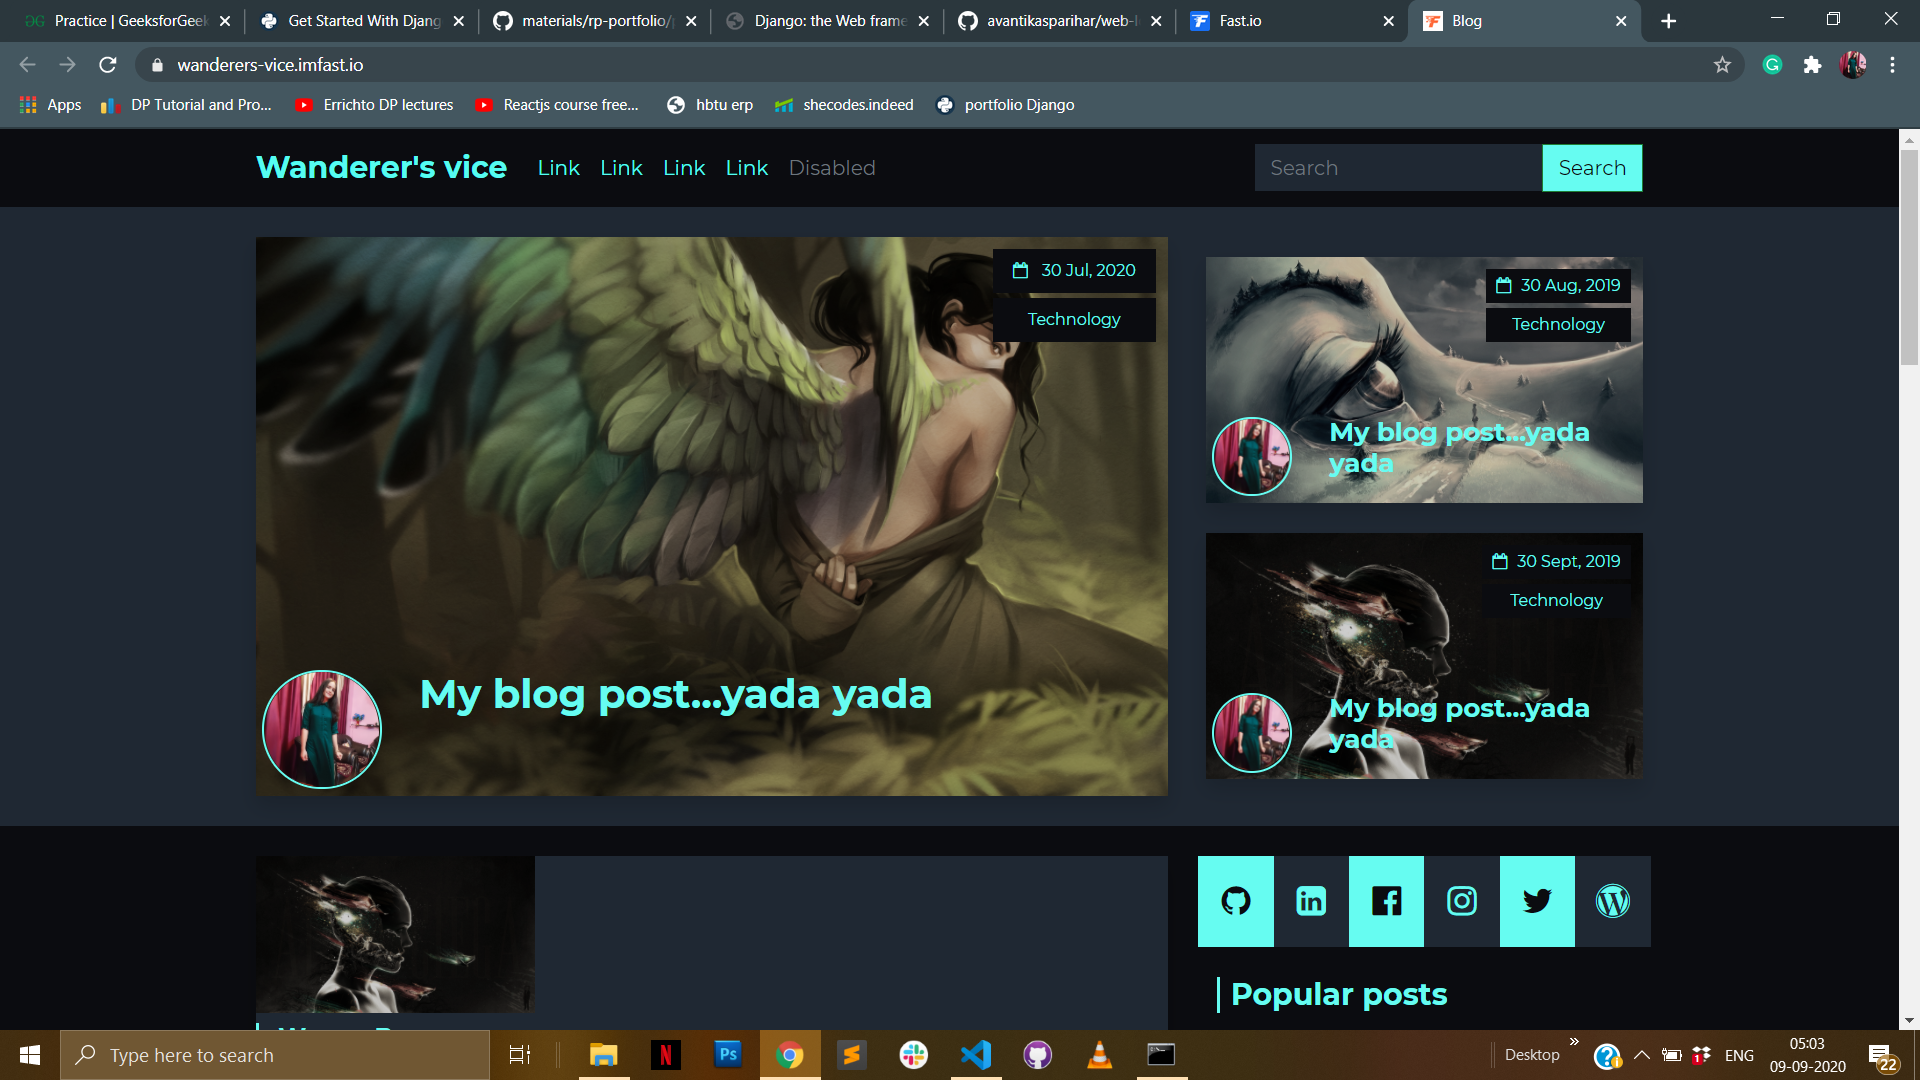 Practice | GeeksforGeek
Get Started With Djang
materials/rp-portfolio/p
Django: the Web frame
avantikasparihar/web-l
Fast.io
Blog
wanderers-vice.imfast.io
Apps
DP Tutorial and Pro...
Errichto DP lectures
Reactjs course free...
hbtu erp
shecodes.indeed
portfolio Django
Wanderer's vice
Link
Link
Link
Link
Disabled
Search
Search
30 Jul, 2020
Technology
My blog post...yada yada
30 Aug, 2019
Technology
My blog post...yada
yada
30 Sept, 2019
Technology
My blog post...yada
yada
Popular posts
Type here to search
N
Ps
Desktop
1
ENG
05:03
09-09-2020
22